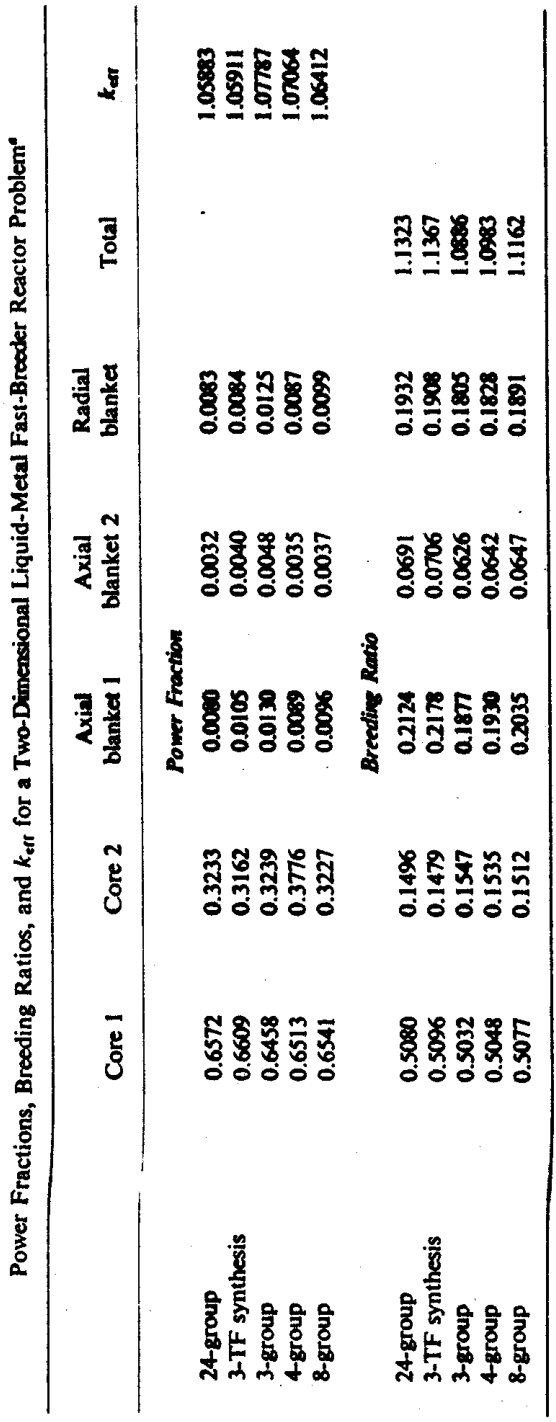 Power Fractions, Breeding Ratios, and keff for a Two-Dimensional Liquid-Metal Fast-Breeder Reactor Problemª
Core 1 Core 2 Axial blanket 1 Axial blanket 2 Radial blanket Total keff
Power Fraction
24-group 0.6572 0.3233 0.0080 0.0032 0.0083 1.05883
3-TF synthesis 0.6609 0.3162 0.0105 0.0040 0.0084 1.05911
3-group 0.6458 0.3239 0.0130 0.0048 0.0125 1.07787
4-group 0.6513 0.3776 0.0089 0.0035 0.0087 1.07064
8-group 0.6541 0.3227 0.0096 0.0037 0.0099 1.06412
Breeding Ratio
24-group 0.5080 0.1496 0.2124 0.0691 0.1932 1.1323
3-TF synthesis 0.5096 0.1479 0.2178 0.0706 0.1908 1.1367
3-group 0.5032 0.1547 0.1877 0.0626 0.1805 1.0886
4-group 0.5048 0.1535 0.1930 0.0642 0.1828 1.0983
8-group 0.5077 0.1512 0.2035 0.0647 0.1891 1.1162